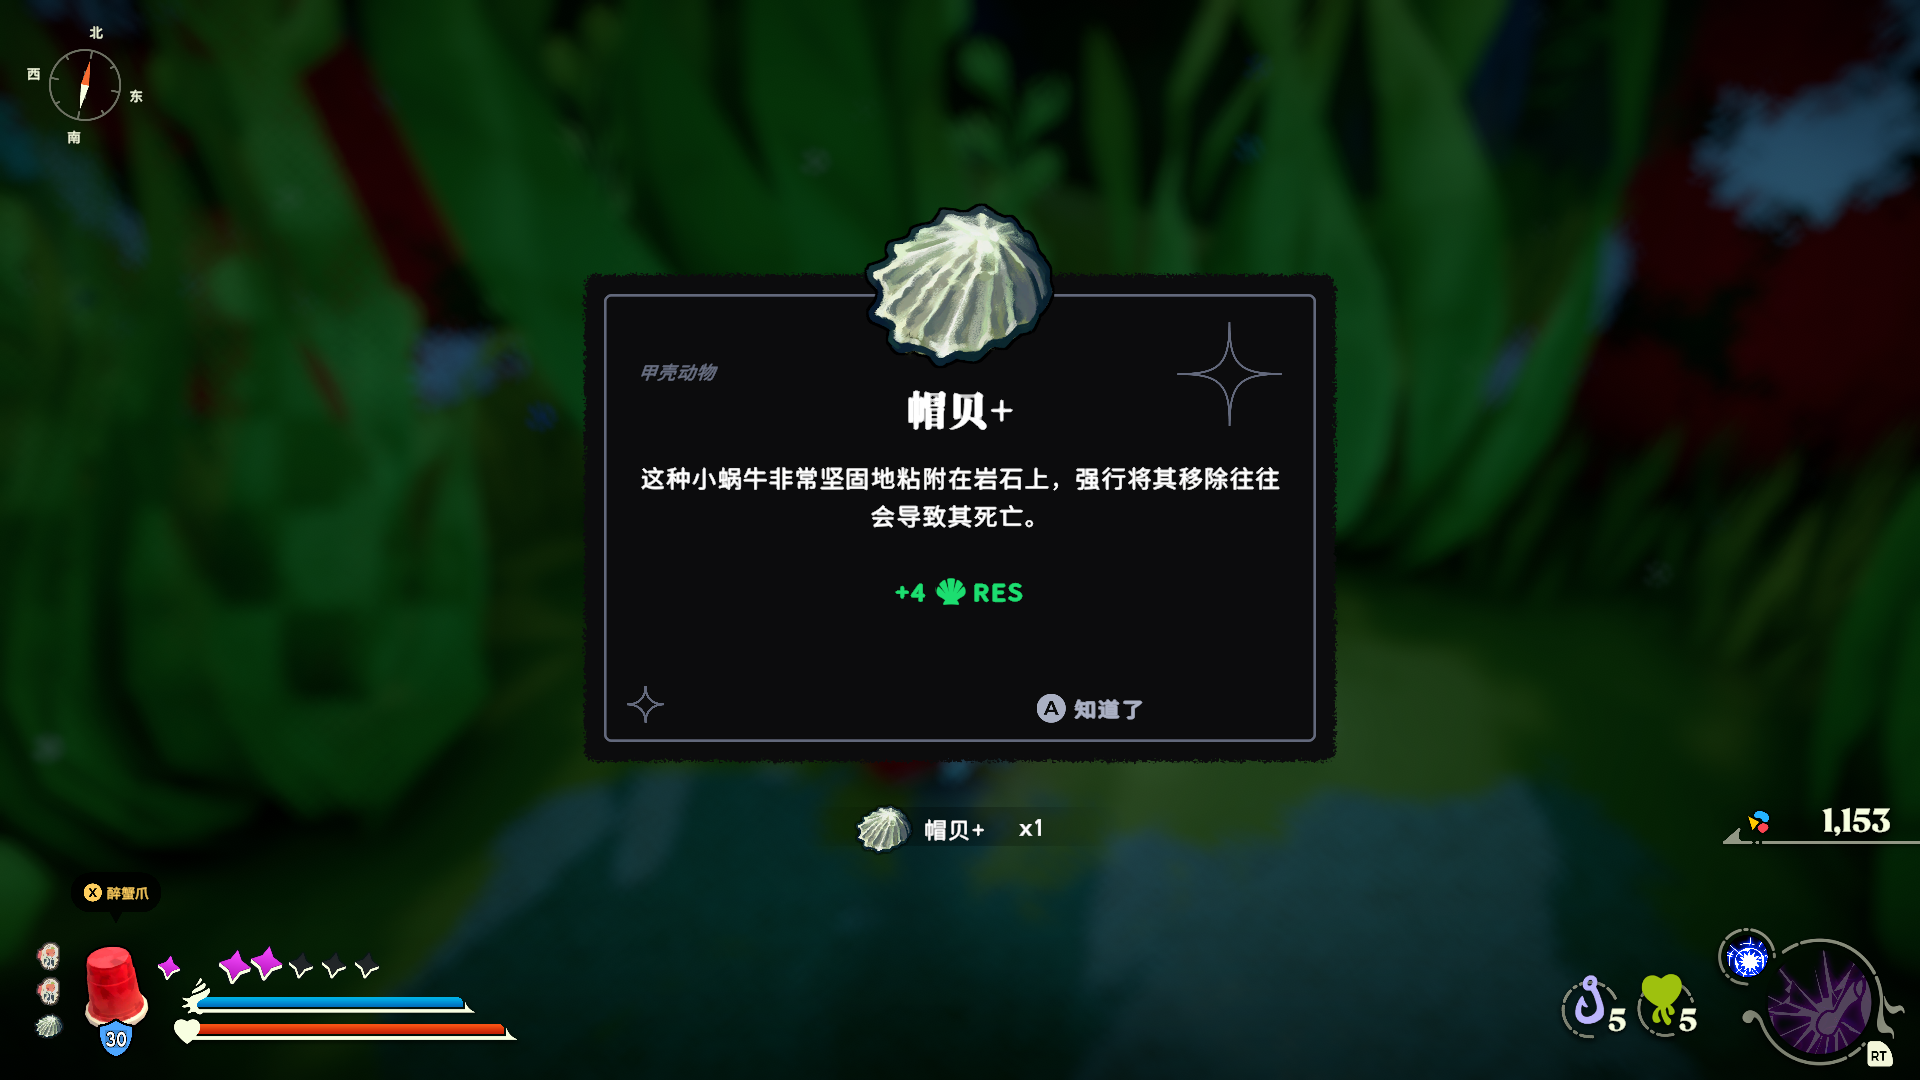 北
西
东
南
甲壳动物
帽贝+
这种小蜗牛非常坚固地粘附在岩石上，强行将其移除往往
会导致其死亡。
+4 RES
A 知道了
帽贝+ x1
1,153
X 醉蟹爪
30
5
5
RT